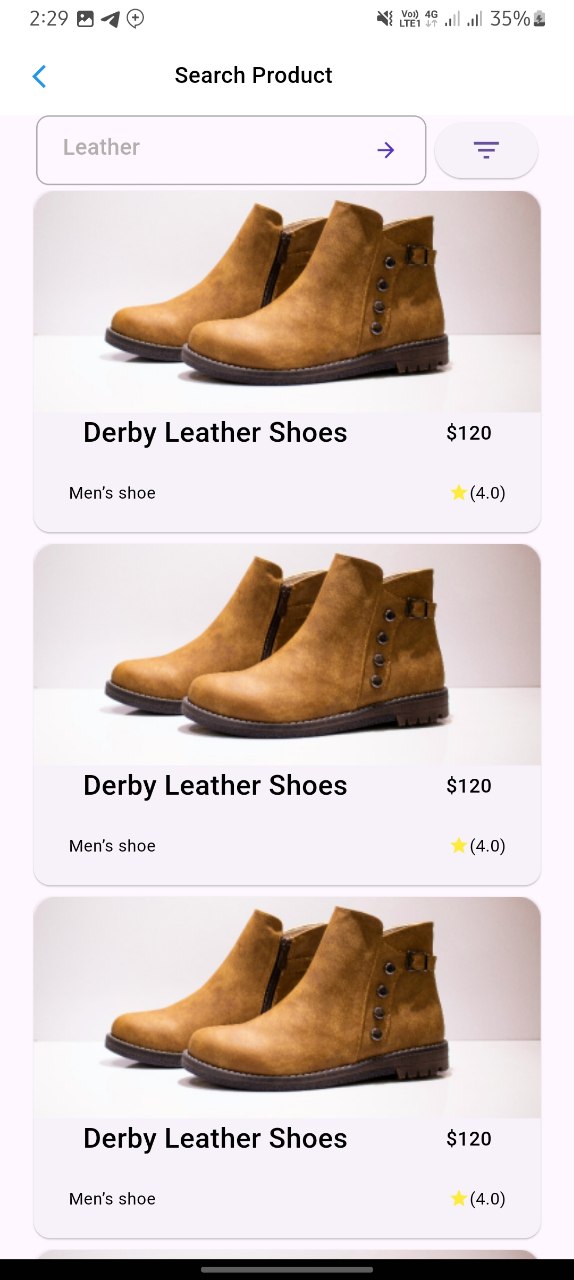 2:29 Vo) LTE1 4G 35%
Search Product
Leather
Derby Leather Shoes $120
Men’s shoe ⭐(4.0)
Derby Leather Shoes $120
Men’s shoe ⭐(4.0)
Derby Leather Shoes $120
Men’s shoe ⭐(4.0)